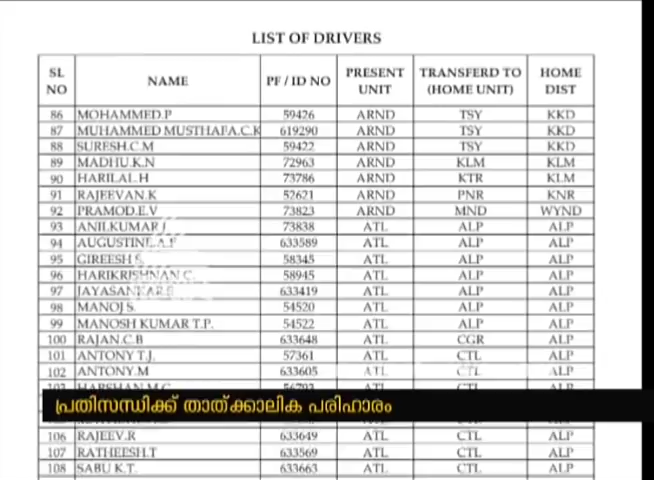 LIST OF DRIVERS
SL NO NAME PF / ID NO PRESENT UNIT TRANSFERD TO (HOME UNIT) HOME DIST
86 MOHAMMED.P 59426 ARND TSY KKD
87 MUHAMMED MUSTHAFA.C.K 619290 ARND TSY KKD
88 SURESH.C.M 59422 ARND TSY KKD
89 MADHU.K.N 72963 ARND KLM KLM
90 HARILAL.H 73786 ARND KTR KLM
91 RAJEEVAN.K 52621 ARND PNR KNR
92 PRAMOD.E.V 73823 ARND MND WYND
93 ANILKUMAR J 73838 ATL ALP ALP
94 AUGUSTINE.A.F 633589 ATL ALP ALP
95 GIREESH S. 58345 ATL ALP ALP
96 HARIKRISHNAN C. 58945 ATL ALP ALP
97 JAYASANKAR.S 633419 ATL ALP ALP
98 MANOJ S. 54520 ATL ALP ALP
99 MANOSH KUMAR T.P. 54522 ATL ALP ALP
100 RAJAN.C.B 633648 ATL CGR ALP
101 ANTONY T.J. 57361 ATL CTL ALP
102 ANTONY.M 633605 ATL CTL ALP
103 HARSHAN.M.G 56703 ATL CTL ALP
പ്രതിസന്ധിക്ക് താത്ക്കാലിക പരിഹാരം
106 RAJEEV.R 633649 ATL CTL ALP
107 RATHEESH.T 633569 ATL CTL ALP
108 SABU K.T. 633663 ATL CTL ALP